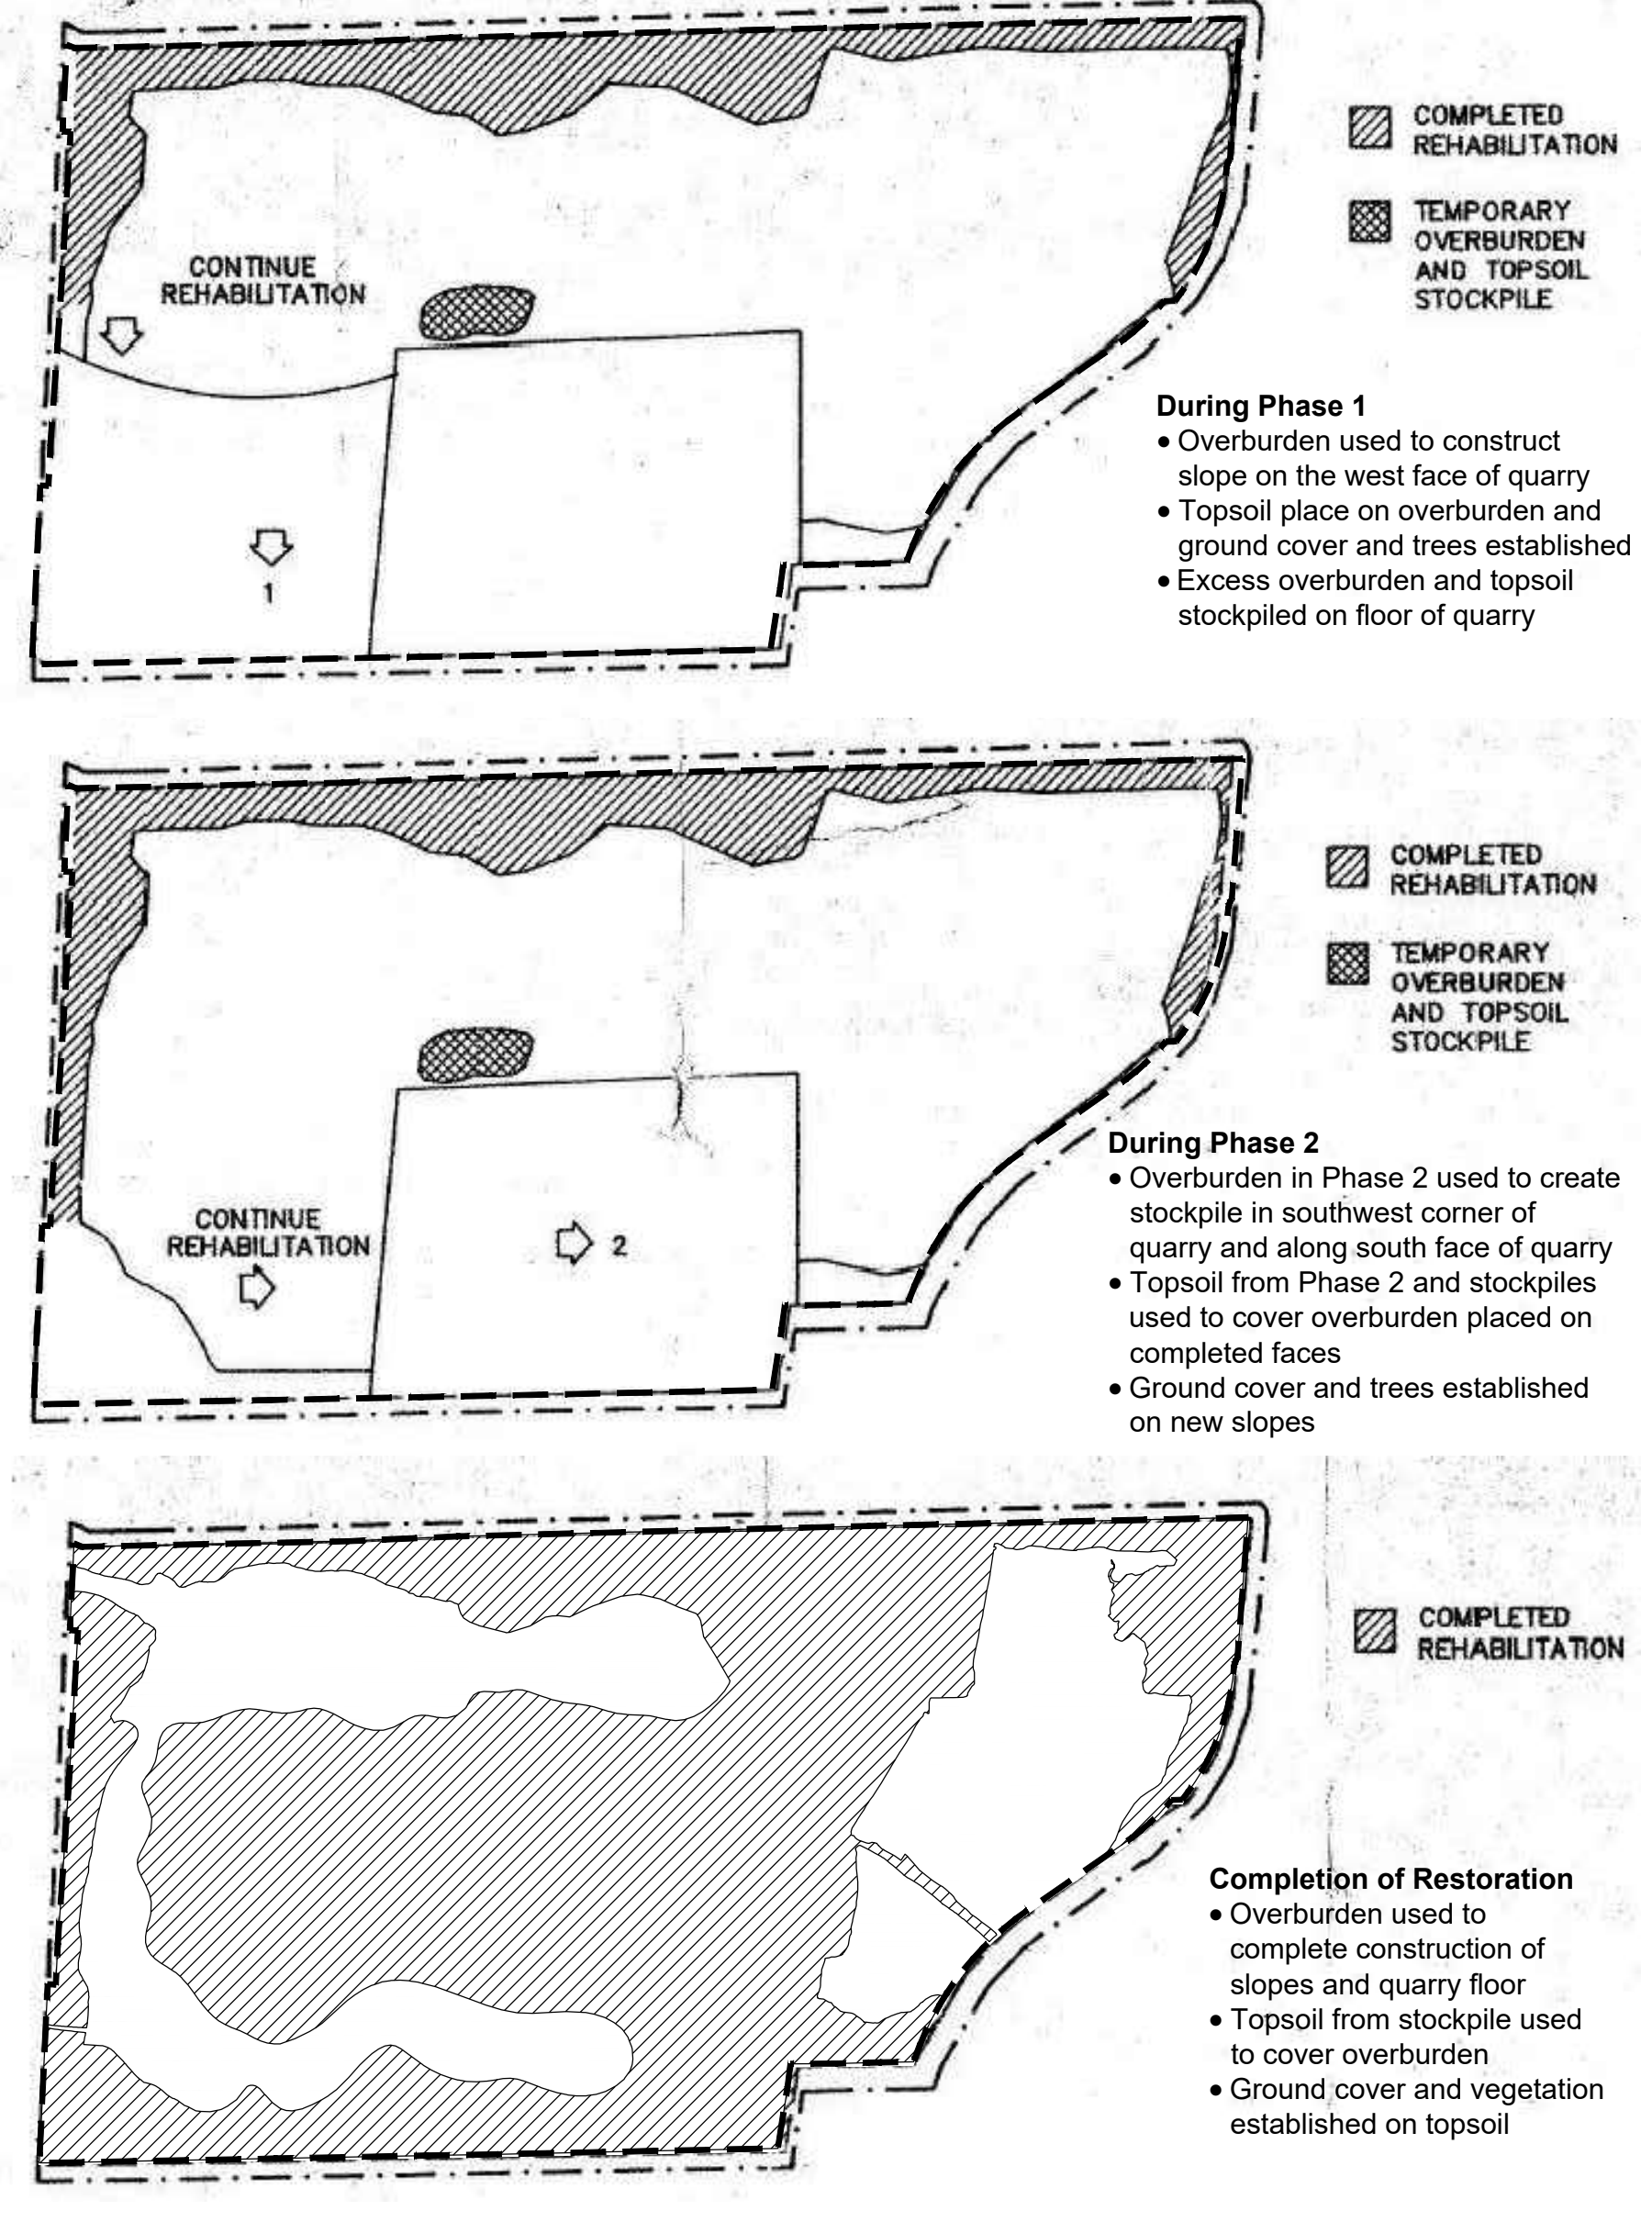 COMPLETED
REHABILITATION
TEMPORARY
OVERBURDEN
AND TOPSOIL
STOCKPILE
CONTINUE
REHABILITATION
1
During Phase 1
• Overburden used to construct
slope on the west face of quarry
• Topsoil place on overburden and
ground cover and trees established
• Excess overburden and topsoil
stockpiled on floor of quarry
COMPLETED
REHABILITATION
TEMPORARY
OVERBURDEN
AND TOPSOIL
STOCKPILE
CONTINUE
REHABILITATION
2
During Phase 2
• Overburden in Phase 2 used to create
stockpile in southwest corner of
quarry and along south face of quarry
• Topsoil from Phase 2 and stockpiles
used to cover overburden placed on
completed faces
• Ground cover and trees established
on new slopes
COMPLETED
REHABILITATION
Completion of Restoration
• Overburden used to
complete construction of
slopes and quarry floor
• Topsoil from stockpile used
to cover overburden
• Ground cover and vegetation
established on topsoil